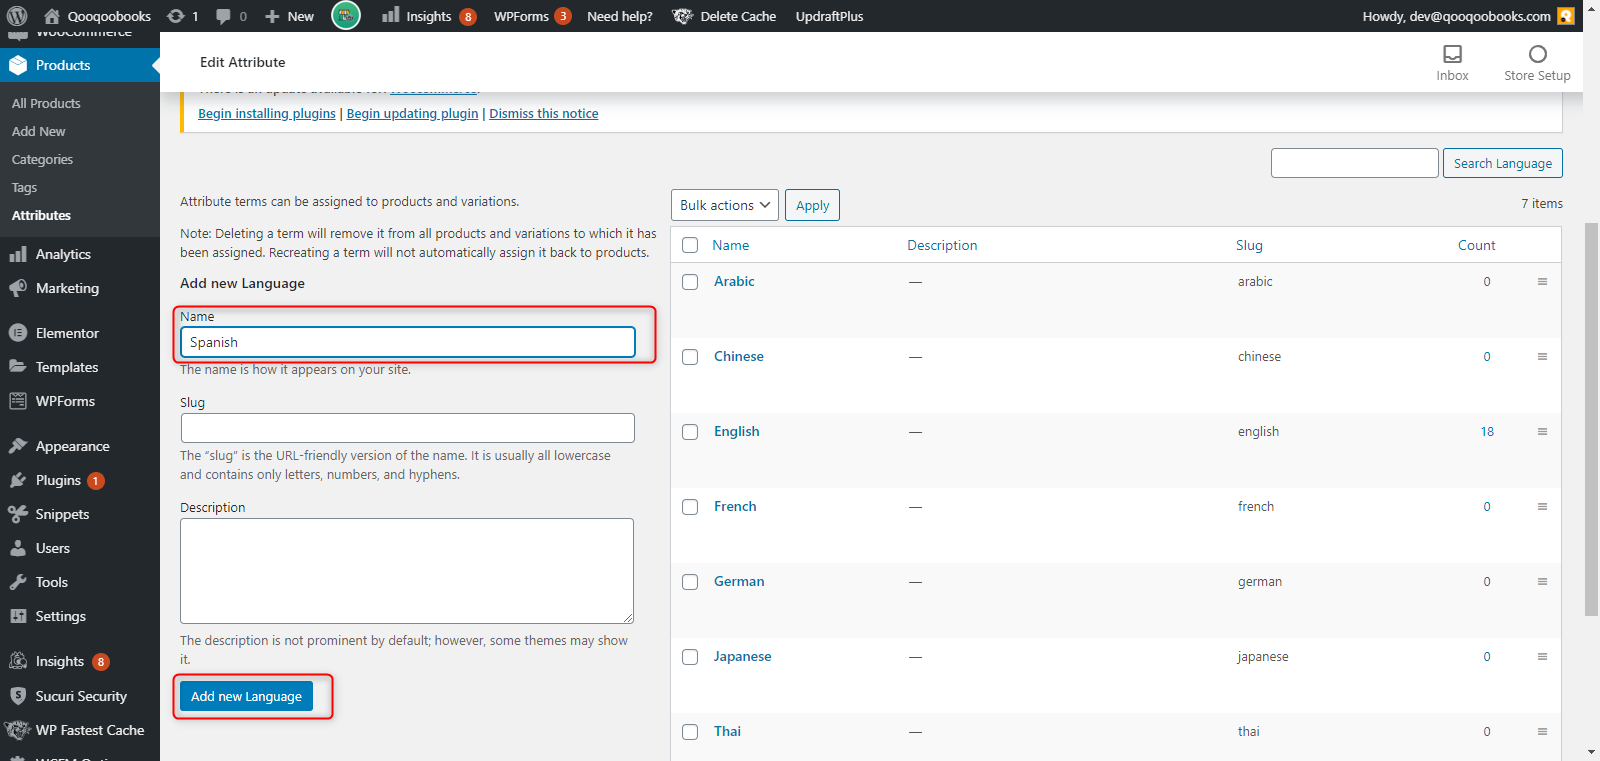 Qooqoobooks 1 0 New Insights 8 WPForms 3 Need help? Delete Cache UpdraftPlus Howdy, dev@qooqoobooks.com
WooCommerce
Products
All Products
Add New
Categories
Tags
Attributes
Analytics
Marketing
Elementor
Templates
WPForms
Appearance
Plugins 1
Snippets
Users
Tools
Settings
Insights 8
Sucuri Security
WP Fastest Cache
Edit Attribute
Inbox
Store Setup
There is an update available for: WooCommerce.
Begin installing plugins | Begin updating plugin | Dismiss this notice
Search Language
Attribute terms can be assigned to products and variations.
Note: Deleting a term will remove it from all products and variations to which it has
been assigned. Recreating a term will not automatically assign it back to products.
Add new Language
Name
Spanish
The name is how it appears on your site.
Slug
The “slug” is the URL-friendly version of the name. It is usually all lowercase
and contains only letters, numbers, and hyphens.
Description
The description is not prominent by default; however, some themes may show
it.
Add new Language
Bulk actions Apply 7 items
Name Description Slug Count
Arabic — arabic 0
Chinese — chinese 0
English — english 18
French — french 0
German — german 0
Japanese — japanese 0
Thai — thai 0